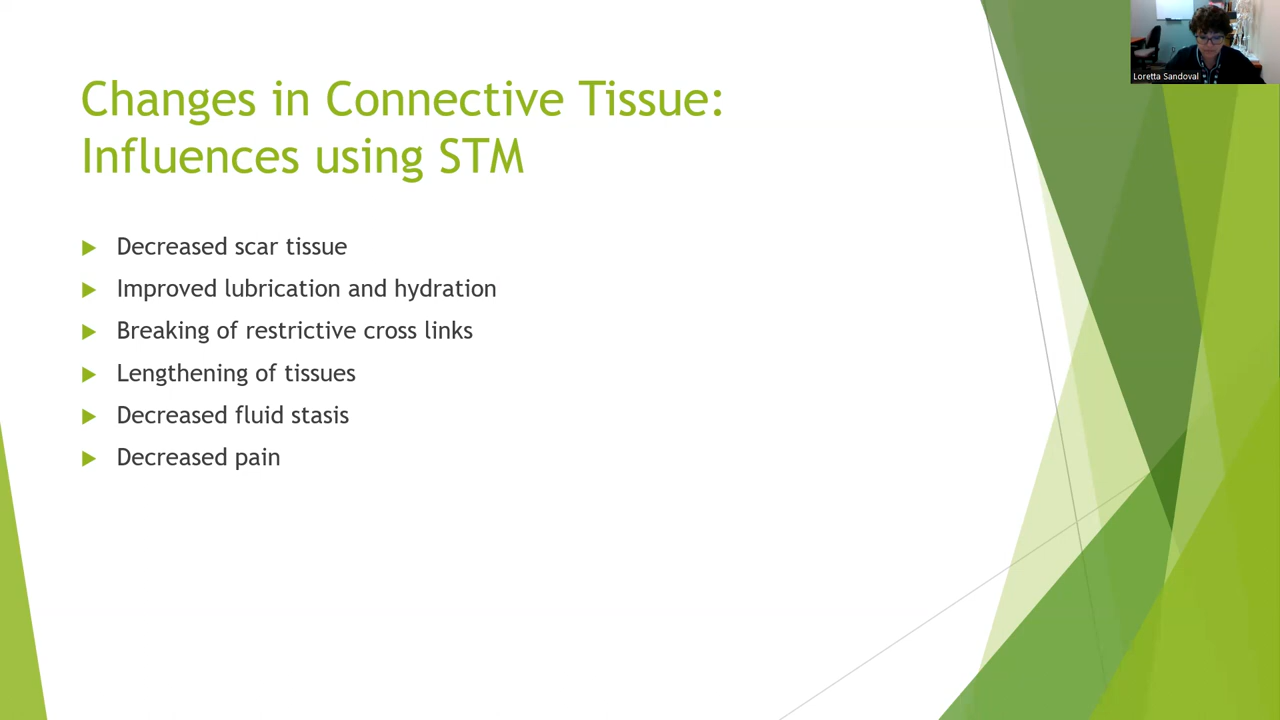 Changes in Connective Tissue:
Influences using STM
Decreased scar tissue
Improved lubrication and hydration
Breaking of restrictive cross links
Lengthening of tissues
Decreased fluid stasis
Decreased pain
Loretta Sandoval